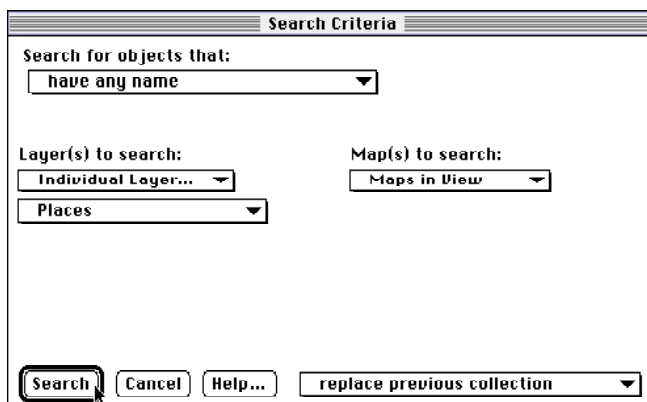 Search Criteria
Search for objects that:
have any name
Layer(s) to search:
Map(s) to search:
Individual Layer...
Maps in View
Places
Search
Cancel
Help...
replace previous collection